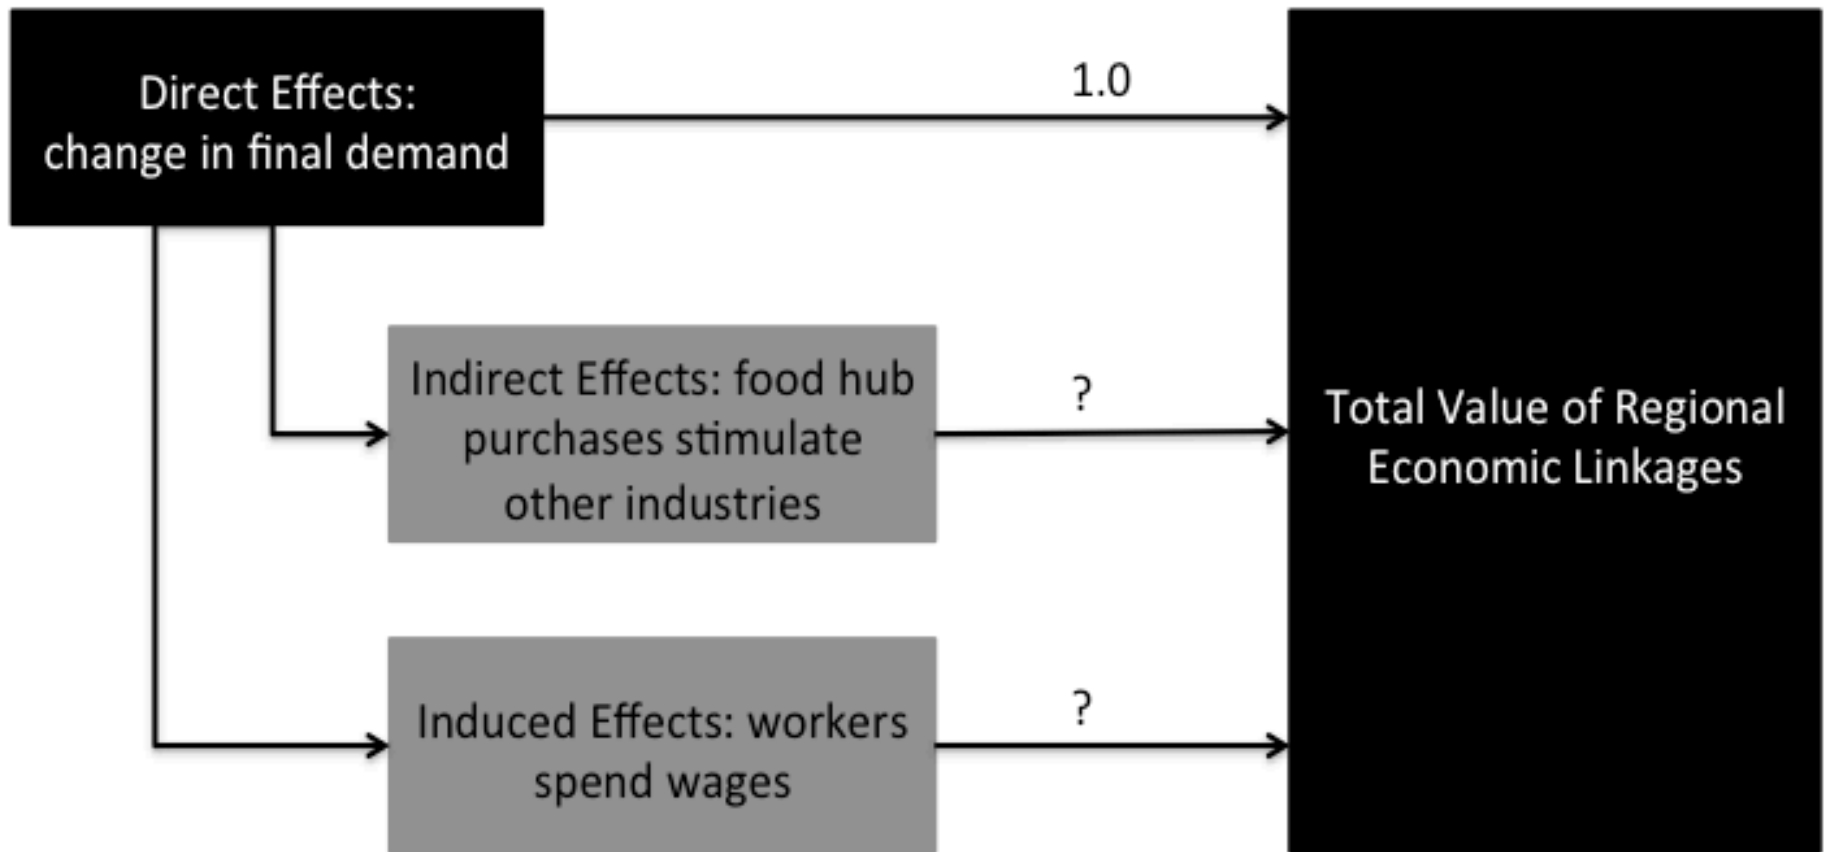 Direct Effects:
change in final demand
1.0
Indirect Effects: food hub
purchases stimulate
other industries
?
Induced Effects: workers
spend wages
?
Total Value of Regional
Economic Linkages